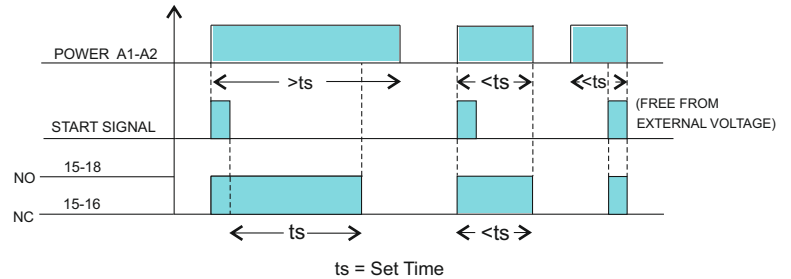 POWER A1-A2
>ts
<ts
<ts
START SIGNAL
(FREE FROM
EXTERNAL VOLTAGE)
15-18
NO
15-16
NC
ts
<ts
ts = Set Time